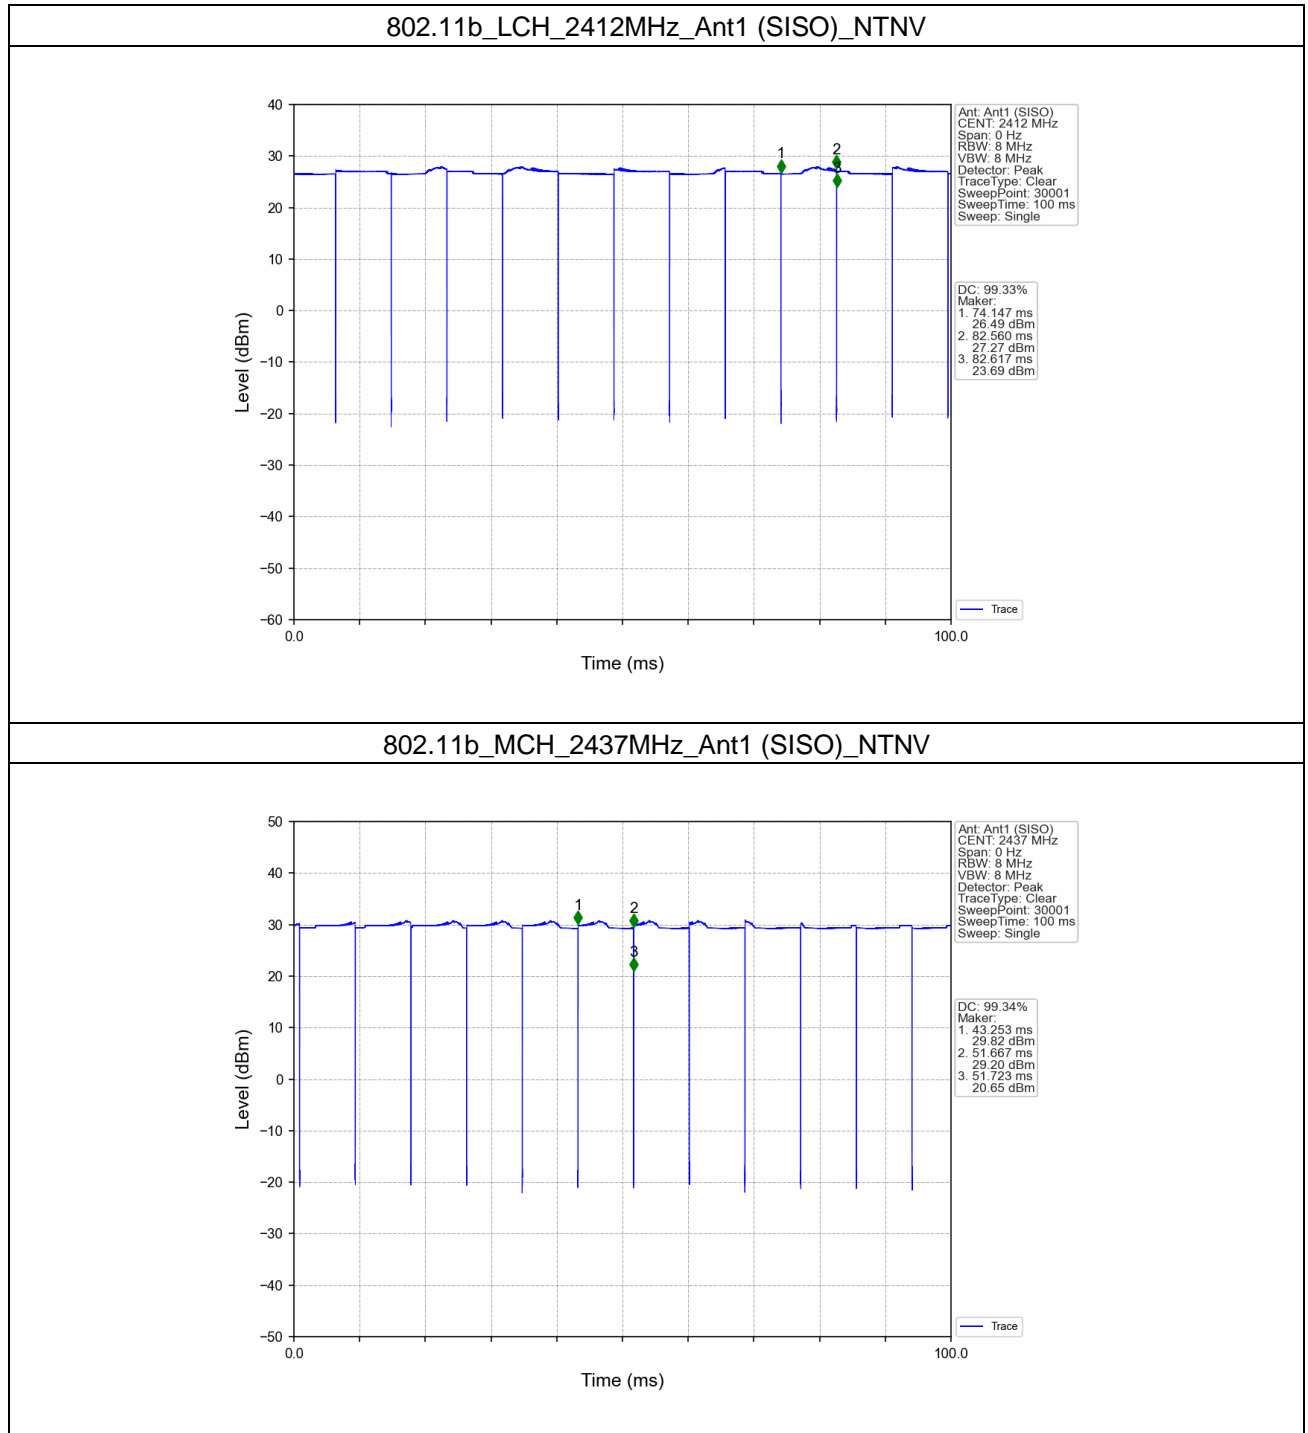 802.11b_LCH_2412MHz_Ant1 (SISO)_NTNV
40
30
20
10
0
−10
−20
−30
−40
−50
−60
Level (dBm)
0.0
100.0
Time (ms)
1
2
3
Ant: Ant1 (SISO)
CENT: 2412 MHz
Span: 0 Hz
RBW: 8 MHz
VBW: 8 MHz
Detector: Peak
TraceType: Clear
SweepPoint: 30001
SweepTime: 100 ms
Sweep: Single
DC: 99.33%
Maker:
1. 74.147 ms
26.49 dBm
2. 82.560 ms
27.27 dBm
3. 82.617 ms
23.69 dBm
Trace
802.11b_MCH_2437MHz_Ant1 (SISO)_NTNV
50
40
30
20
10
0
−10
−20
−30
−40
−50
Level (dBm)
0.0
100.0
Time (ms)
1
2
3
Ant: Ant1 (SISO)
CENT: 2437 MHz
Span: 0 Hz
RBW: 8 MHz
VBW: 8 MHz
Detector: Peak
TraceType: Clear
SweepPoint: 30001
SweepTime: 100 ms
Sweep: Single
DC: 99.34%
Maker:
1. 43.253 ms
29.82 dBm
2. 51.667 ms
29.20 dBm
3. 51.723 ms
20.65 dBm
Trace